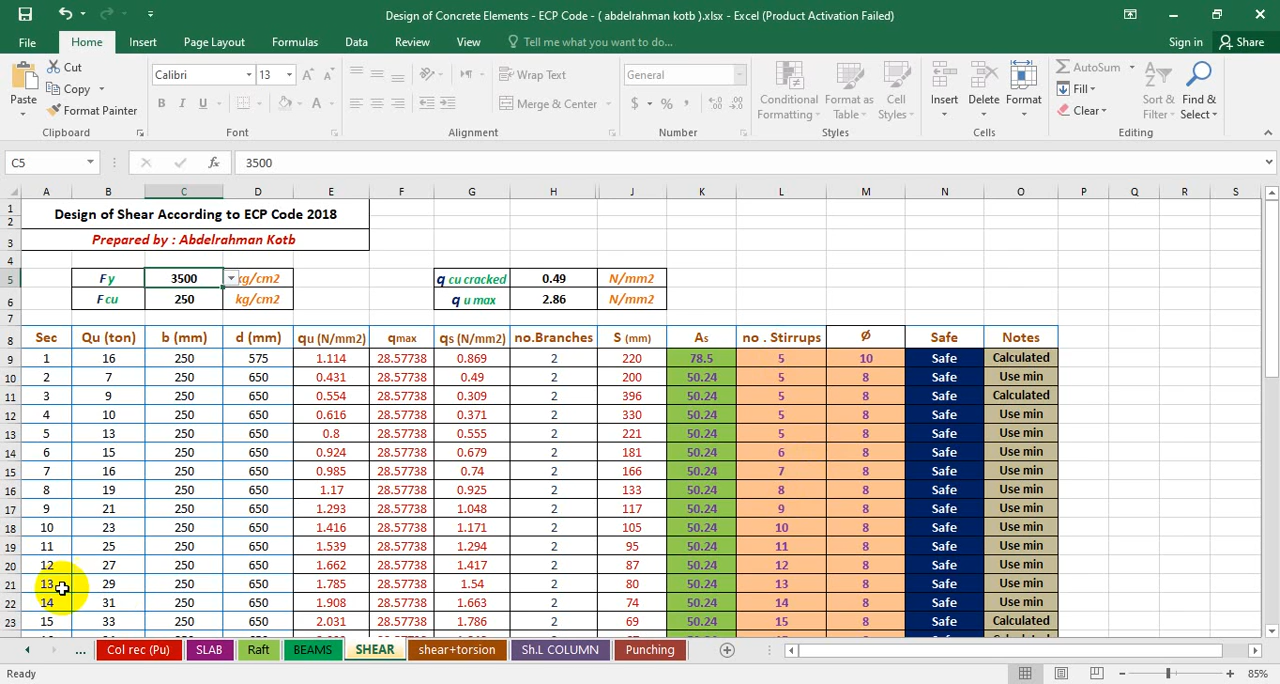 Design of Concrete Elements - ECP Code - ( abdelrahman kotb ).xlsx - Excel (Product Activation Failed)
File Home Insert Page Layout Formulas Data Review View Tell me what you want to do... Sign in Share
Paste Cut Copy Format Painter Clipboard
Calibri 13 B I U Font
Wrap Text Merge & Center Alignment
General $ % Number
Conditional Formatting Format as Table Cell Styles Styles
Insert Delete Format Cells
AutoSum Fill Clear Sort & Filter Find & Select Editing
C5 fx 3500
A B C D E F G H J K L M N O P Q R S
1 Design of Shear According to ECP Code 2018
2
3 Prepared by : Abdelrahman Kotb
4
5 Fy 3500 kg/cm2 q cu cracked 0.49 N/mm2
6 Fcu 250 kg/cm2 q u max 2.86 N/mm2
7
8 Sec Qu (ton) b (mm) d (mm) qu (N/mm2) qmax qs (N/mm2) no.Branches S (mm) As no . Stirrups Ø Safe Notes
9 1 16 250 575 1.114 28.57738 0.869 2 220 78.5 5 10 Safe Calculated
10 2 7 250 650 0.431 28.57738 0.49 2 200 50.24 5 8 Safe Use min
11 3 9 250 650 0.554 28.57738 0.309 2 396 50.24 5 8 Safe Calculated
12 4 10 250 650 0.616 28.57738 0.371 2 330 50.24 5 8 Safe Use min
13 5 13 250 650 0.8 28.57738 0.555 2 221 50.24 5 8 Safe Use min
14 6 15 250 650 0.924 28.57738 0.679 2 181 50.24 6 8 Safe Use min
15 7 16 250 650 0.985 28.57738 0.74 2 166 50.24 7 8 Safe Use min
16 8 19 250 650 1.17 28.57738 0.925 2 133 50.24 8 8 Safe Use min
17 9 21 250 650 1.293 28.57738 1.048 2 117 50.24 9 8 Safe Use min
18 10 23 250 650 1.416 28.57738 1.171 2 105 50.24 10 8 Safe Use min
19 11 25 250 650 1.539 28.57738 1.294 2 95 50.24 11 8 Safe Use min
20 12 27 250 650 1.662 28.57738 1.417 2 87 50.24 12 8 Safe Use min
21 13 29 250 650 1.785 28.57738 1.54 2 80 50.24 13 8 Safe Use min
22 14 31 250 650 1.908 28.57738 1.663 2 74 50.24 14 8 Safe Use min
23 15 33 250 650 2.031 28.57738 1.786 2 69 50.24 15 8 Safe Calculated
... Col rec (Pu) SLAB Raft BEAMS SHEAR shear+torsion Sh.L COLUMN Punching
Ready 85%